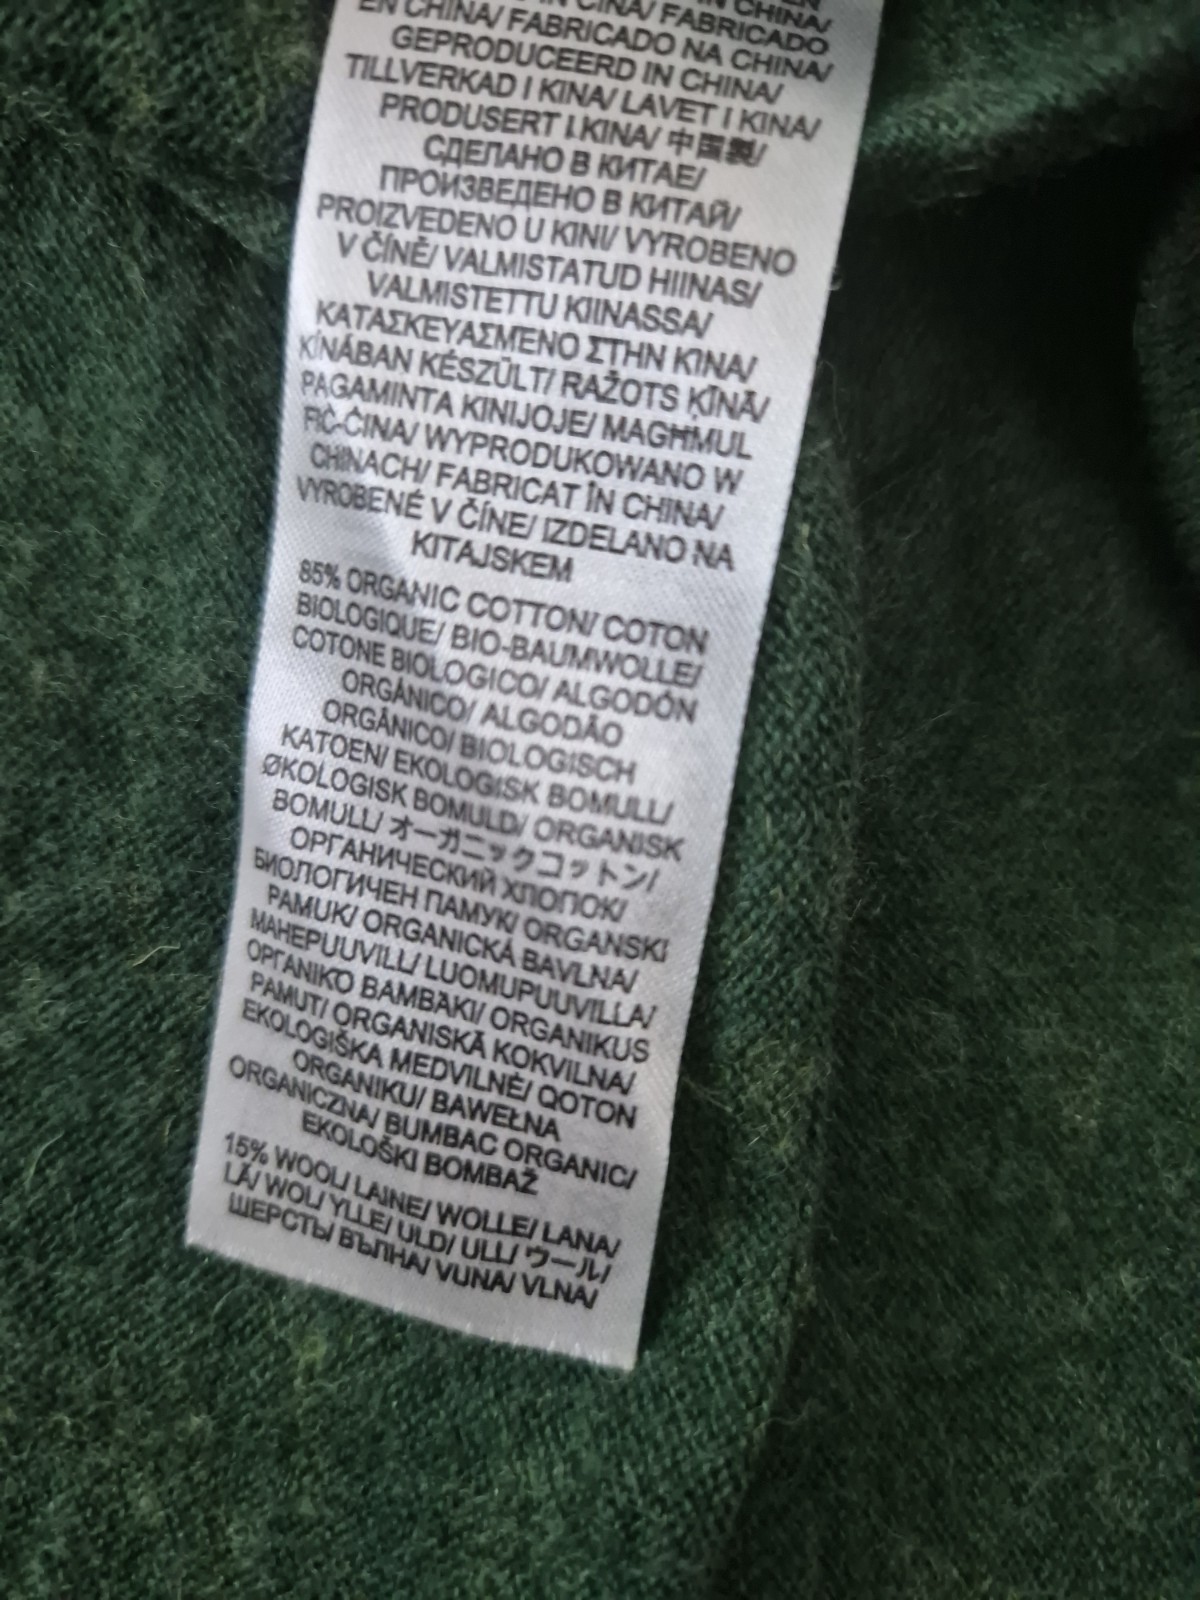 IN CINA/ FABRICADO
EN CHINA/ FABRICADO NA CHINA/
GEPRODUCEERD IN CHINA/
TILLVERKAD I KINA/ LAVET I KINA/
PRODUSERT I KINA/ 中国製/
СДЕЛАНО В КИТАЕ/
ПРОИЗВЕДЕНО В КИТАЙ/
PROIZVEDENO U KINI/ VYROBENO
V ČÍNĚ/ VALMISTATUD HIINAS/
VALMISTETTU KIINASSA/
ΚΑΤΑΣΚΕΥΑΣΜΕΝΟ ΣΤΗΝ ΚΊΝΑ/
KÍNÁBAN KÉSZÜLT/ RAŽOTS ĶĪNĀ/
PAGAMINTA KINIJOJE/ MAGĦMUL
FIĊ-ĊINA/ WYPRODUKOWANO W
CHINACH/ FABRICAT ÎN CHINA/
VYROBENÉ V ČÍNE/ IZDELANO NA
KITAJSKEM
85% ORGANIC COTTON/ COTON
BIOLOGIQUE/ BIO-BAUMWOLLE/
COTONE BIOLOGICO/ ALGODÓN
ORGÁNICO/ ALGODÃO
ORGÂNICO/ BIOLOGISCH
KATOEN/ EKOLOGISK BOMULL/
ØKOLOGISK BOMULD/ ORGANISK
BOMULL/ オーガニックコットン/
ОРГАНИЧЕСКИЙ ХЛОПОК/
БИОЛОГИЧЕН ПАМУК/ ORGANSKI
PAMUK/ ORGANICKÁ BAVLNA/
MAHEPUUVILL/ LUOMUPUUVILLA/
ΟΡΓΑΝΙΚΌ ΒΑΜΒΆΚΙ/ ORGANIKUS
PAMUT/ ORGANISKĀ KOKVILNA/
EKOLOGIŠKA MEDVILNĖ/ QOTON
ORGANIKU/ BAWEŁNA
ORGANICZNA/ BUMBAC ORGANIC/
EKOLOŠKI BOMBAŽ
15% WOOL/ LAINE/ WOLLE/ LANA/
LÃ/ WOL/ YLLE/ ULD/ ULL/ ウール/
ШЕРСТЬ/ ВЪЛНА/ VUNA/ VLNA/